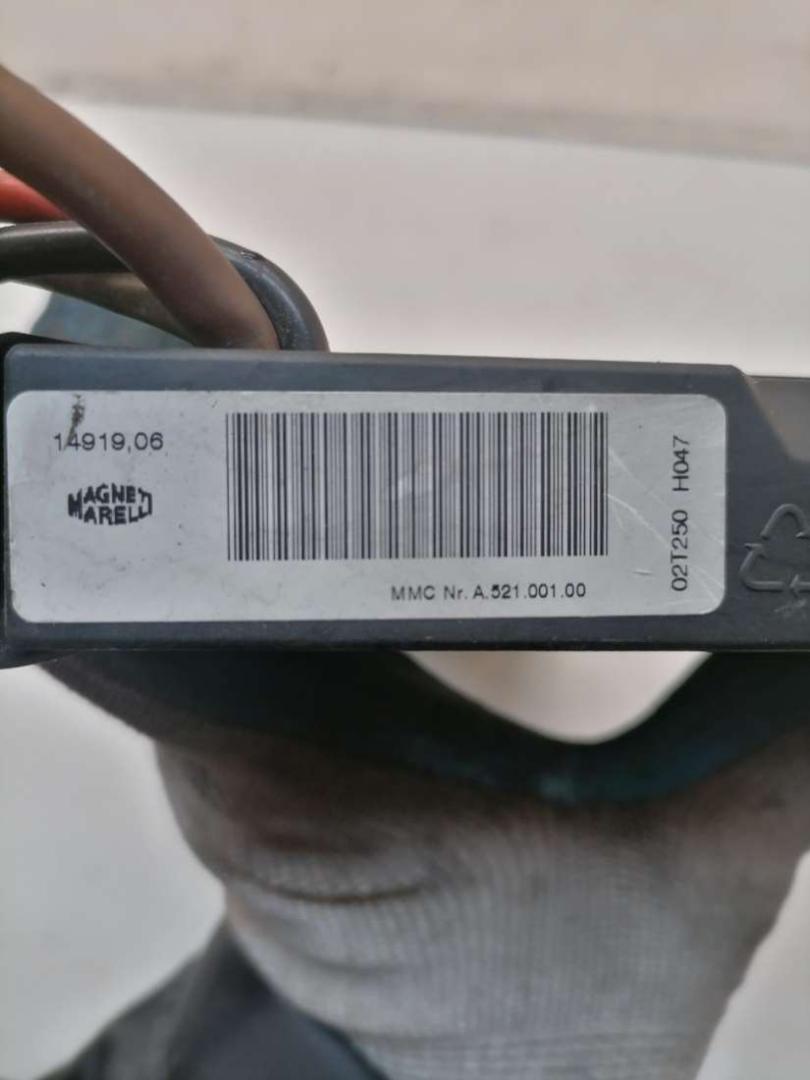 14919,06
MAGNETI
MARELLI
MMC Nr. A.521.001.00
02T250 H047